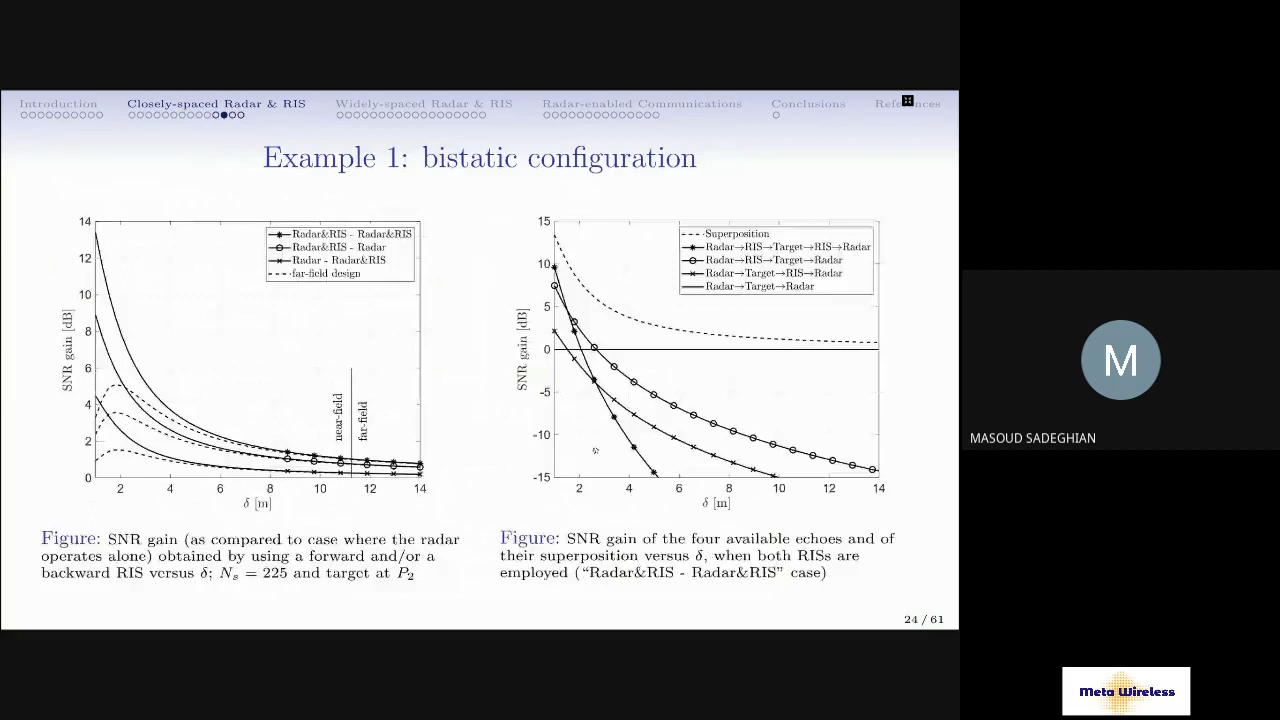 Introduction
Closely-spaced Radar & RIS
Widely-spaced Radar & RIS
Radar-enabled Communications
Conclusions
Example 1: bistatic configuration
14
12
10
8
6
4
2
0
SNR gain [dB]
Radar&RIS - Radar&RIS
Radar&RIS - Radar
Radar - Radar&RIS
far-field design
near-field
far-field
2 4 6 8 10 12 14
δ [m]
15
10
5
0
-5
-10
-15
SNR gain [dB]
Superposition
Radar→RIS→Target→RIS→Radar
Radar→RIS→Target→Radar
Radar→Target→RIS→Radar
Radar→Target→Radar
2 4 6 8 10 12 14
δ [m]
Figure: SNR gain (as compared to case where the radar
operates alone) obtained by using a forward and/or a
backward RIS versus δ; Nₛ = 225 and target at P₂
Figure: SNR gain of the four available echoes and of
their superposition versus δ, when both RISs are
employed (“Radar&RIS - Radar&RIS” case)
24 / 61
M
MASOUD SADEGHIAN
Meta Wireless